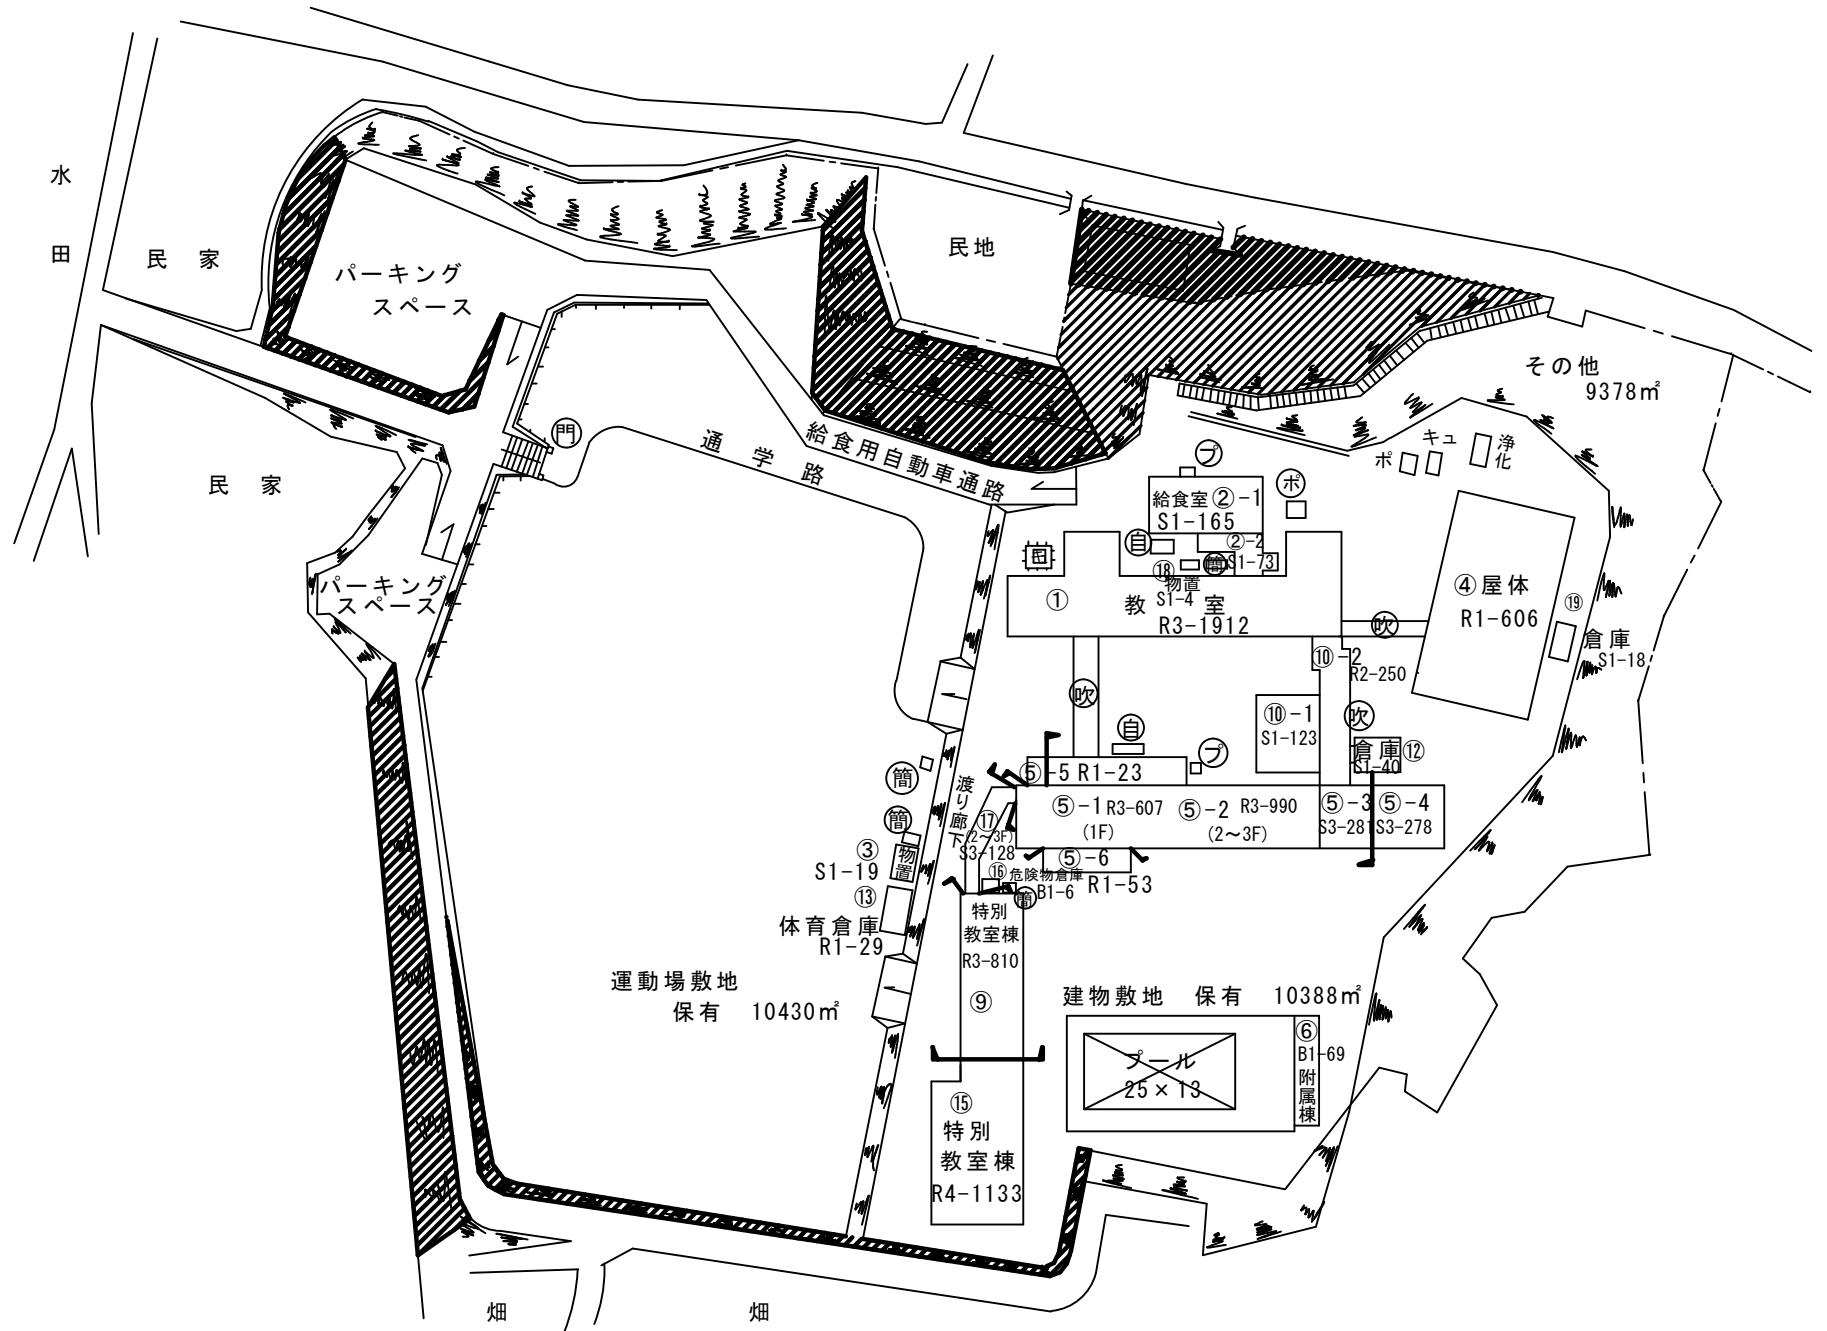 水
田
民 家
パーキング
スペース
民地
その他
9378㎡
門
通 学 路
給食用自動車通路
民 家
パーキング
スペース
プ
ポ
キュ
ポ
浄
化
給食室②-1
S1-165
自
②-2
S1-73
簡
⑱
物置
S1-4
①
教 室
R3-1912
④屋体
R1-606
⑲
倉庫
S1-18
吹
⑩-2
R2-250
吹
⑩-1
S1-123
吹
自
プ
倉庫⑫
S1-40
⑤-5 R1-23
⑤-1 R3-607
(1F)
⑤-2 R3-990
(2～3F)
⑤-3
S3-281
⑤-4
S3-278
⑤-6
R1-53
渡り廊下
⑰
(2～3F)
S3-128
⑯ 危険物倉庫
B1-6
簡
簡
簡
③
物置
S1-19
⑬
体育倉庫
R1-29
特別
教室棟
R3-810
⑨
運動場敷地
保有 10430㎡
建物敷地 保有 10388㎡
プール
25×13
⑥
B1-69
附属棟
⑮
特別
教室棟
R4-1133
畑
畑